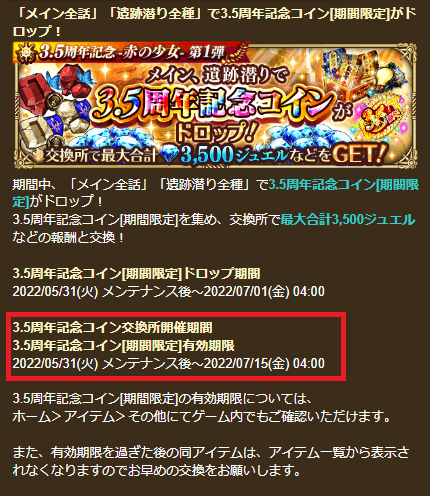 「メイン全話」「遺跡潜り全種」で3.5周年記念コイン[期間限定]がド
ロップ！
3.5周年記念 -赤の少女- 第1弾
メイン、遺跡潜りで
3.5周年記念コインが
ドロップ!
交換所で最大合計3,500ジュエルなどをGET!
期間中、「メイン全話」「遺跡潜り全種」で3.5周年記念コイン[期間限
定]がドロップ！
3.5周年記念コイン[期間限定]を集め、交換所で最大合計3,500ジュエル
などの報酬と交換！
3.5周年記念コイン[期間限定]ドロップ期間
2022/05/31(火) メンテナンス後～2022/07/01(金) 04:00
3.5周年記念コイン交換所開催期間
3.5周年記念コイン[期間限定]有効期限
2022/05/31(火) メンテナンス後～2022/07/15(金) 04:00
3.5周年記念コイン[期間限定]の有効期限については、
ホーム＞アイテム＞その他にてゲーム内でもご確認いただけます。
また、有効期限を過ぎた後の同アイテムは、アイテム一覧から表示さ
れなくなりますのでお早めの交換をお願いします。